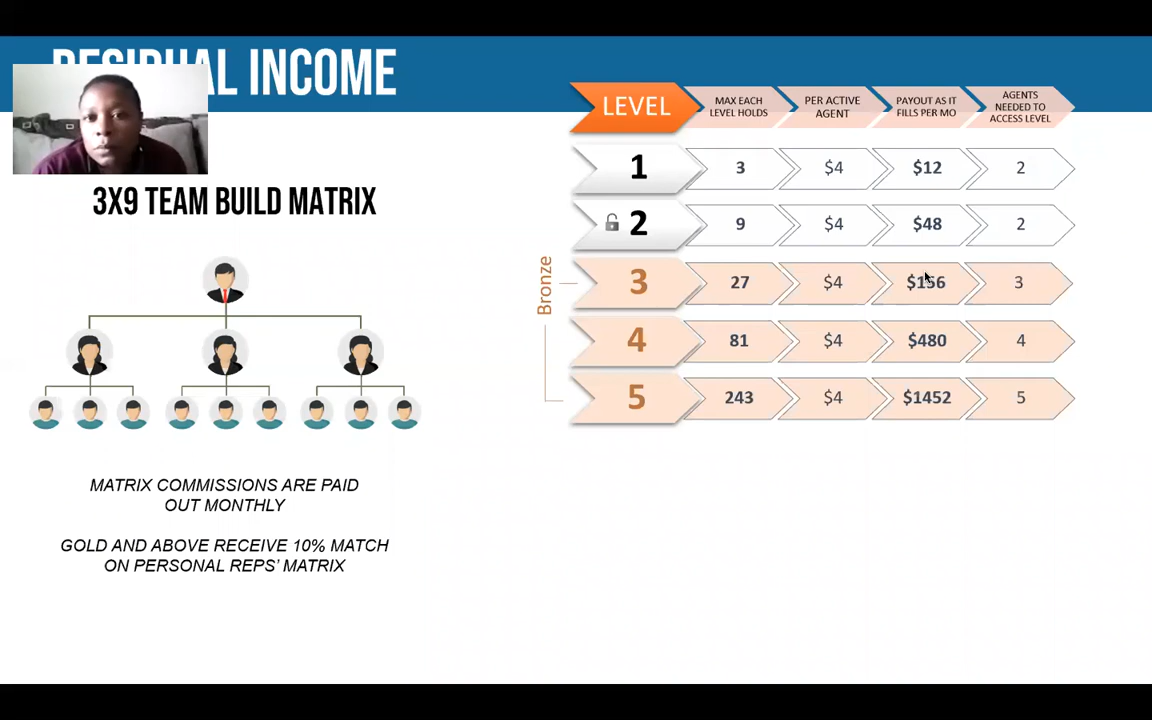 RESIDUAL INCOME
3X9 TEAM BUILD MATRIX
MATRIX COMMISSIONS ARE PAID
OUT MONTHLY
GOLD AND ABOVE RECEIVE 10% MATCH
ON PERSONAL REPS' MATRIX
LEVEL
MAX EACH
LEVEL HOLDS
PER ACTIVE
AGENT
PAYOUT AS IT
FILLS PER MO
AGENTS
NEEDED TO
ACCESS LEVEL
1 3 $4 $12 2
2 9 $4 $48 2
Bronze
3 27 $4 $156 3
4 81 $4 $480 4
5 243 $4 $1452 5